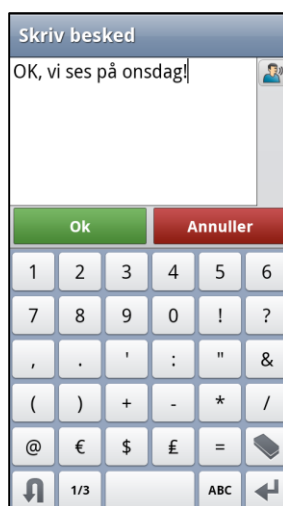 Skriv besked
OK, vi ses på onsdag!
Ok Annuller
1 2 3 4 5 6
7 8 9 0 ! ?
, . ' : " &
( ) + - * /
@ € $ £ =
1/3 ABC